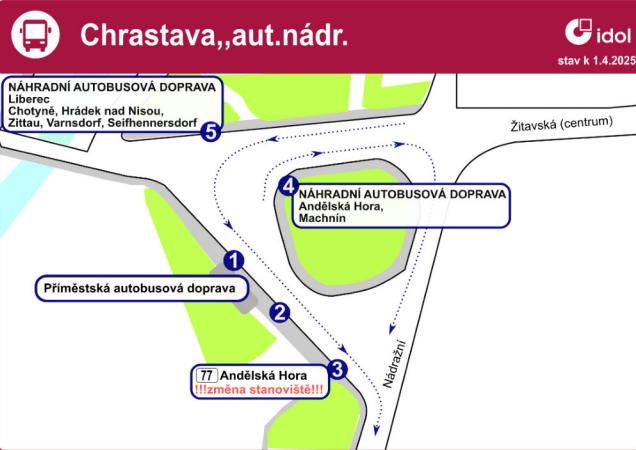 Chrastava,,aut.nádr.
idol
stav k 1.4.2025
NÁHRADNÍ AUTOBUSOVÁ DOPRAVA
Liberec
Chotyně, Hrádek nad Nisou,
Zittau, Varnsdorf, Seifhennersdorf
5
Žitavská (centrum)
4
NÁHRADNÍ AUTOBUSOVÁ DOPRAVA
Andělská Hora,
Machnín
1
Příměstská autobusová doprava
2
3
77 Andělská Hora
!!!změna stanoviště!!!
Nádražní